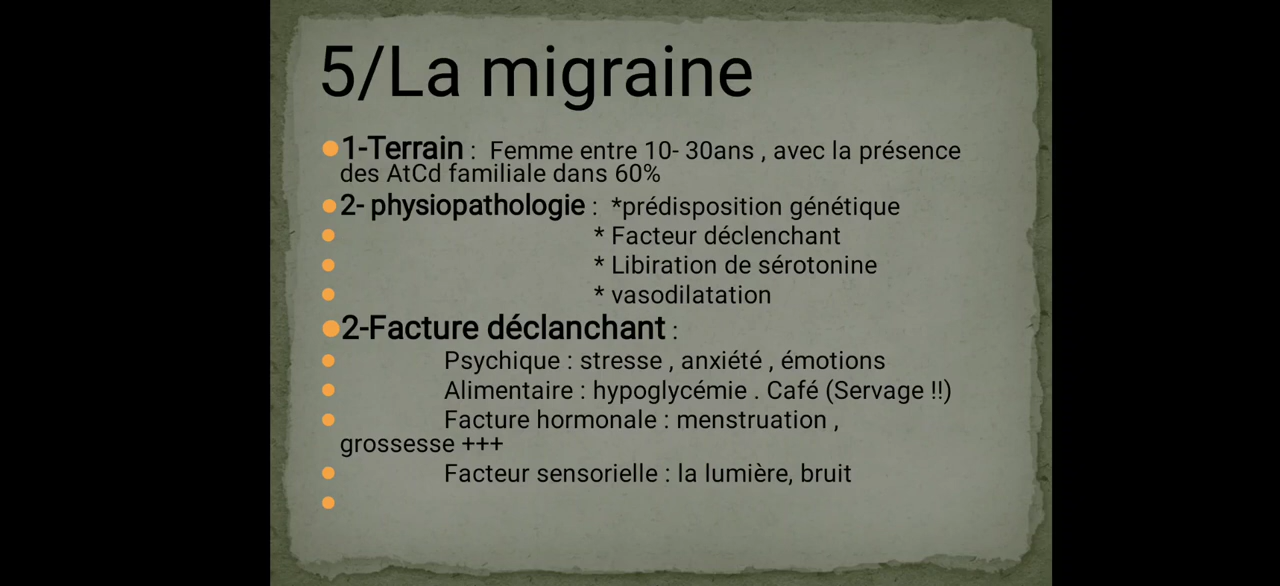 5/La migraine
1-Terrain : Femme entre 10- 30ans , avec la présence
des AtCd familiale dans 60%
2- physiopathologie : *prédisposition génétique
* Facteur déclenchant
* Libiration de sérotonine
* vasodilatation
2-Facture déclanchant :
Psychique : stresse , anxiété , émotions
Alimentaire : hypoglycémie . Café (Servage !!)
Facture hormonale : menstruation ,
grossesse +++
Facteur sensorielle : la lumière, bruit